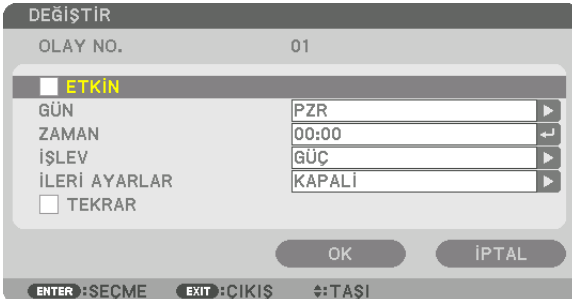 DEĞİŞTİR
OLAY NO. 01
ETKİN
GÜN PZR
ZAMAN 00:00
İŞLEV GÜÇ
İLERİ AYARLAR KAPALİ
TEKRAR
OK İPTAL
ENTER :SEÇME EXIT :ÇIKIŞ :TAŞI